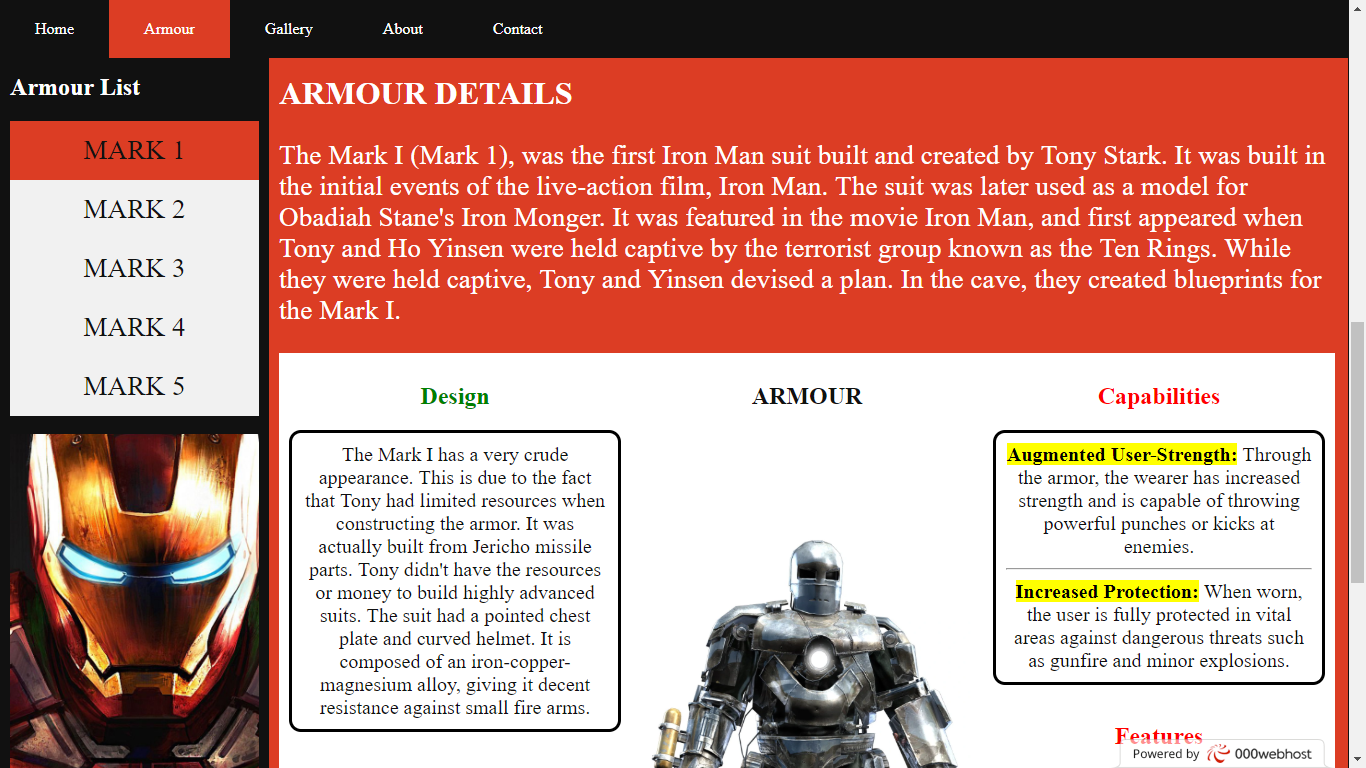 Home
Armour
Gallery
About
Contact
Armour List
MARK 1
MARK 2
MARK 3
MARK 4
MARK 5
ARMOUR DETAILS
The Mark I (Mark 1), was the first Iron Man suit built and created by Tony Stark. It was built in
the initial events of the live-action film, Iron Man. The suit was later used as a model for
Obadiah Stane's Iron Monger. It was featured in the movie Iron Man, and first appeared when
Tony and Ho Yinsen were held captive by the terrorist group known as the Ten Rings. While
they were held captive, Tony and Yinsen devised a plan. In the cave, they created blueprints for
the Mark I.
Design
The Mark I has a very crude
appearance. This is due to the fact
that Tony had limited resources when
constructing the armor. It was
actually built from Jericho missile
parts. Tony didn't have the resources
or money to build highly advanced
suits. The suit had a pointed chest
plate and curved helmet. It is
composed of an iron-copper-
magnesium alloy, giving it decent
resistance against small fire arms.
ARMOUR
Capabilities
Augmented User-Strength: Through
the armor, the wearer has increased
strength and is capable of throwing
powerful punches or kicks at
enemies.
Increased Protection: When worn,
the user is fully protected in vital
areas against dangerous threats such
as gunfire and minor explosions.
Features
Powered by 000webhost